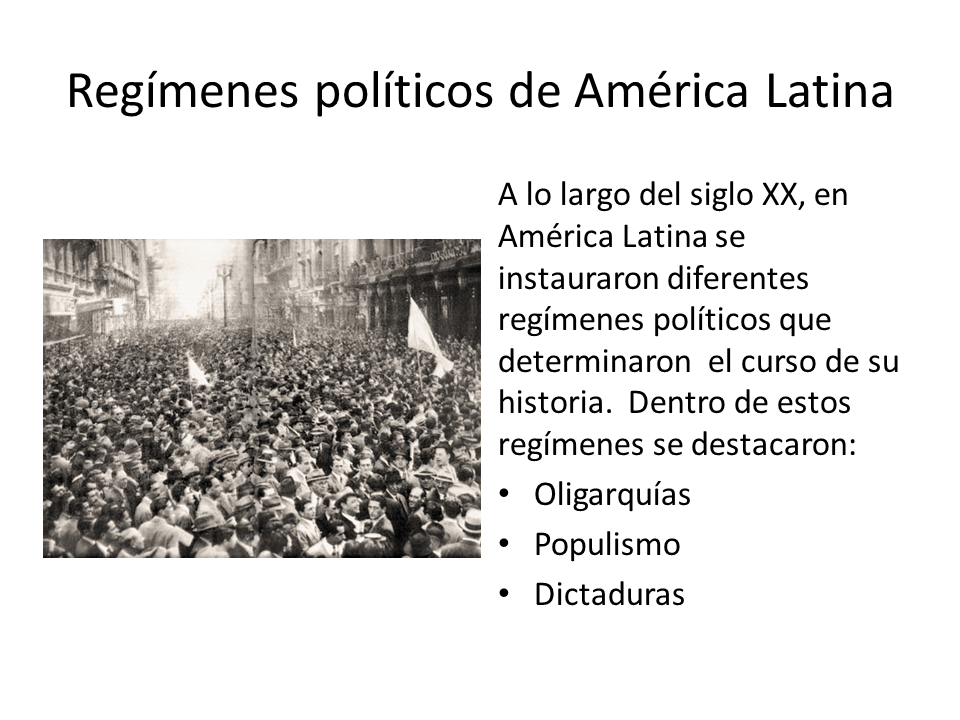 Regímenes políticos de América Latina
A lo largo del siglo XX, en
América Latina se
instauraron diferentes
regímenes políticos que
determinaron  el curso de su
historia.  Dentro de estos
regímenes se destacaron:
• Oligarquías
• Populismo
• Dictaduras